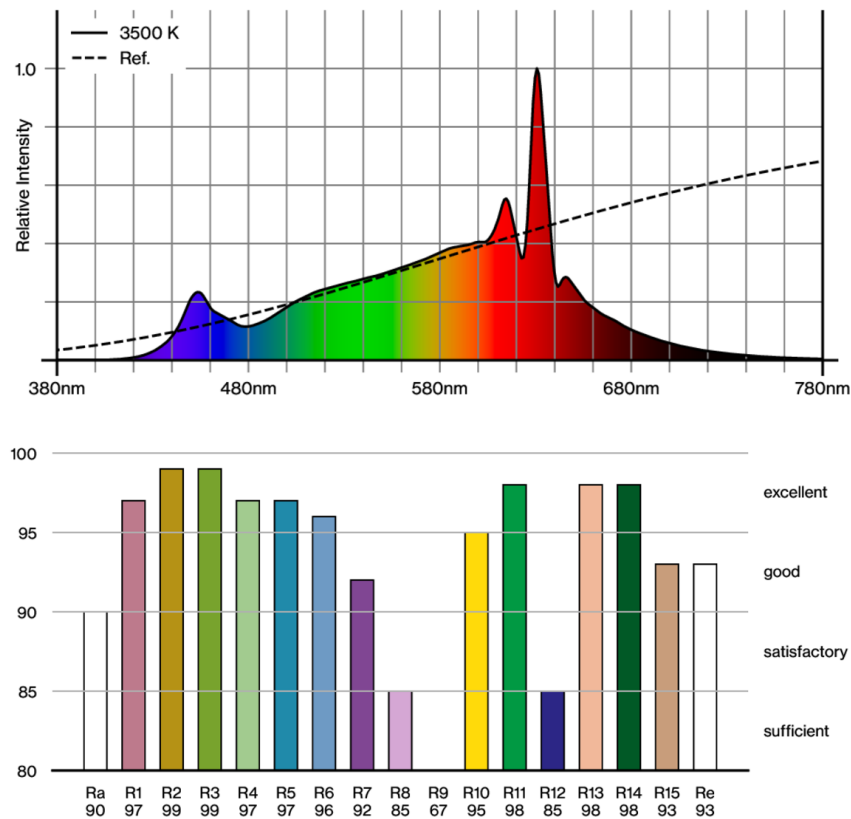 3500 K
Ref.
1.0
Relative Intensity
380nm 480nm 580nm 680nm 780nm
100
excellent
95
good
90
satisfactory
85
sufficient
80
Ra R1 R2 R3 R4 R5 R6 R7 R8 R9 R10 R11 R12 R13 R14 R15 Re
90 97 99 99 97 97 96 92 85 67 95 98 85 98 98 93 93